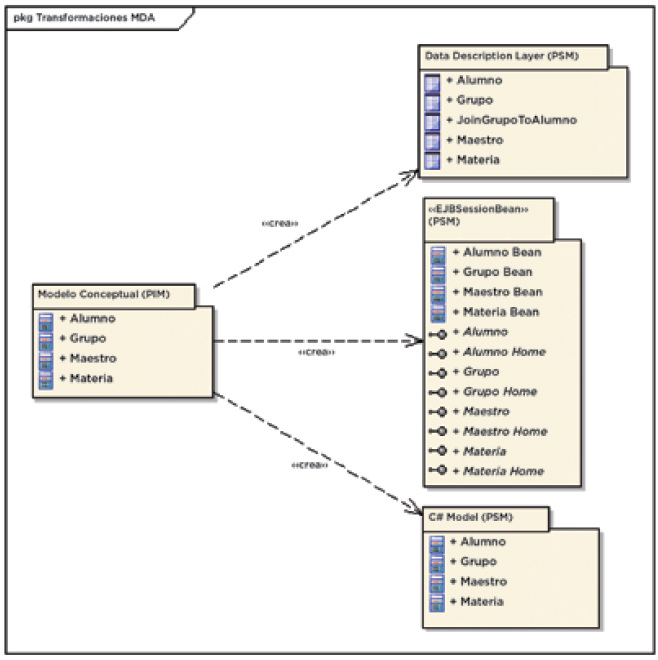 pkg Transformaciones MDA
Data Description Layer (PSM)
+ Alumno
+ Grupo
+ JoinGrupoToAlumno
+ Maestro
+ Materia
‹‹crea››
‹‹EJBSessionBean››
(PSM)
+ Alumno Bean
+ Grupo Bean
+ Maestro Bean
+ Materia Bean
+ Alumno
+ Alumno Home
+ Grupo
+ Grupo Home
+ Maestro
+ Maestro Home
+ Materia
+ Materia Home
Modelo Conceptual (PIM)
+ Alumno
+ Grupo
+ Maestro
+ Materia
‹‹crea››
‹‹crea››
C# Model (PSM)
+ Alumno
+ Grupo
+ Maestro
+ Materia